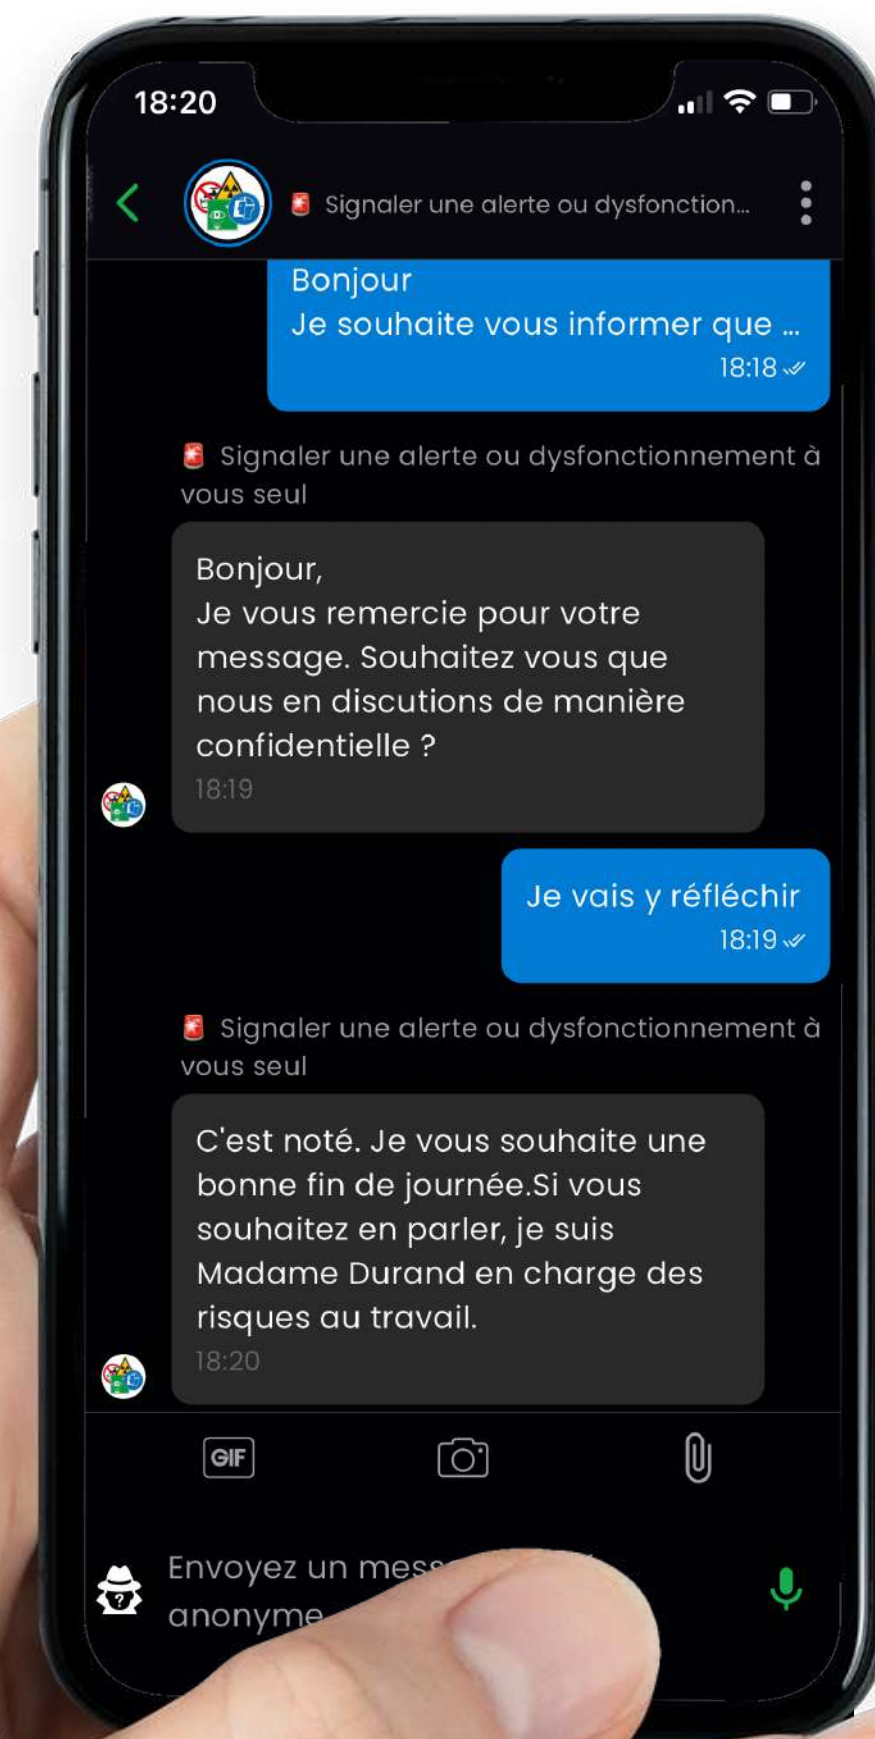 18:20
Signaler une alerte ou dysfonction...
Bonjour
Je souhaite vous informer que ...
18:18
Signaler une alerte ou dysfonctionnement à
vous seul
Bonjour,
Je vous remercie pour votre
message. Souhaitez vous que
nous en discutions de manière
confidentielle ?
18:19
Je vais y réfléchir
18:19
Signaler une alerte ou dysfonctionnement à
vous seul
C'est noté. Je vous souhaite une
bonne fin de journée.Si vous
souhaitez en parler, je suis
Madame Durand en charge des
risques au travail.
18:20
GIF
Envoyez un
anonyme